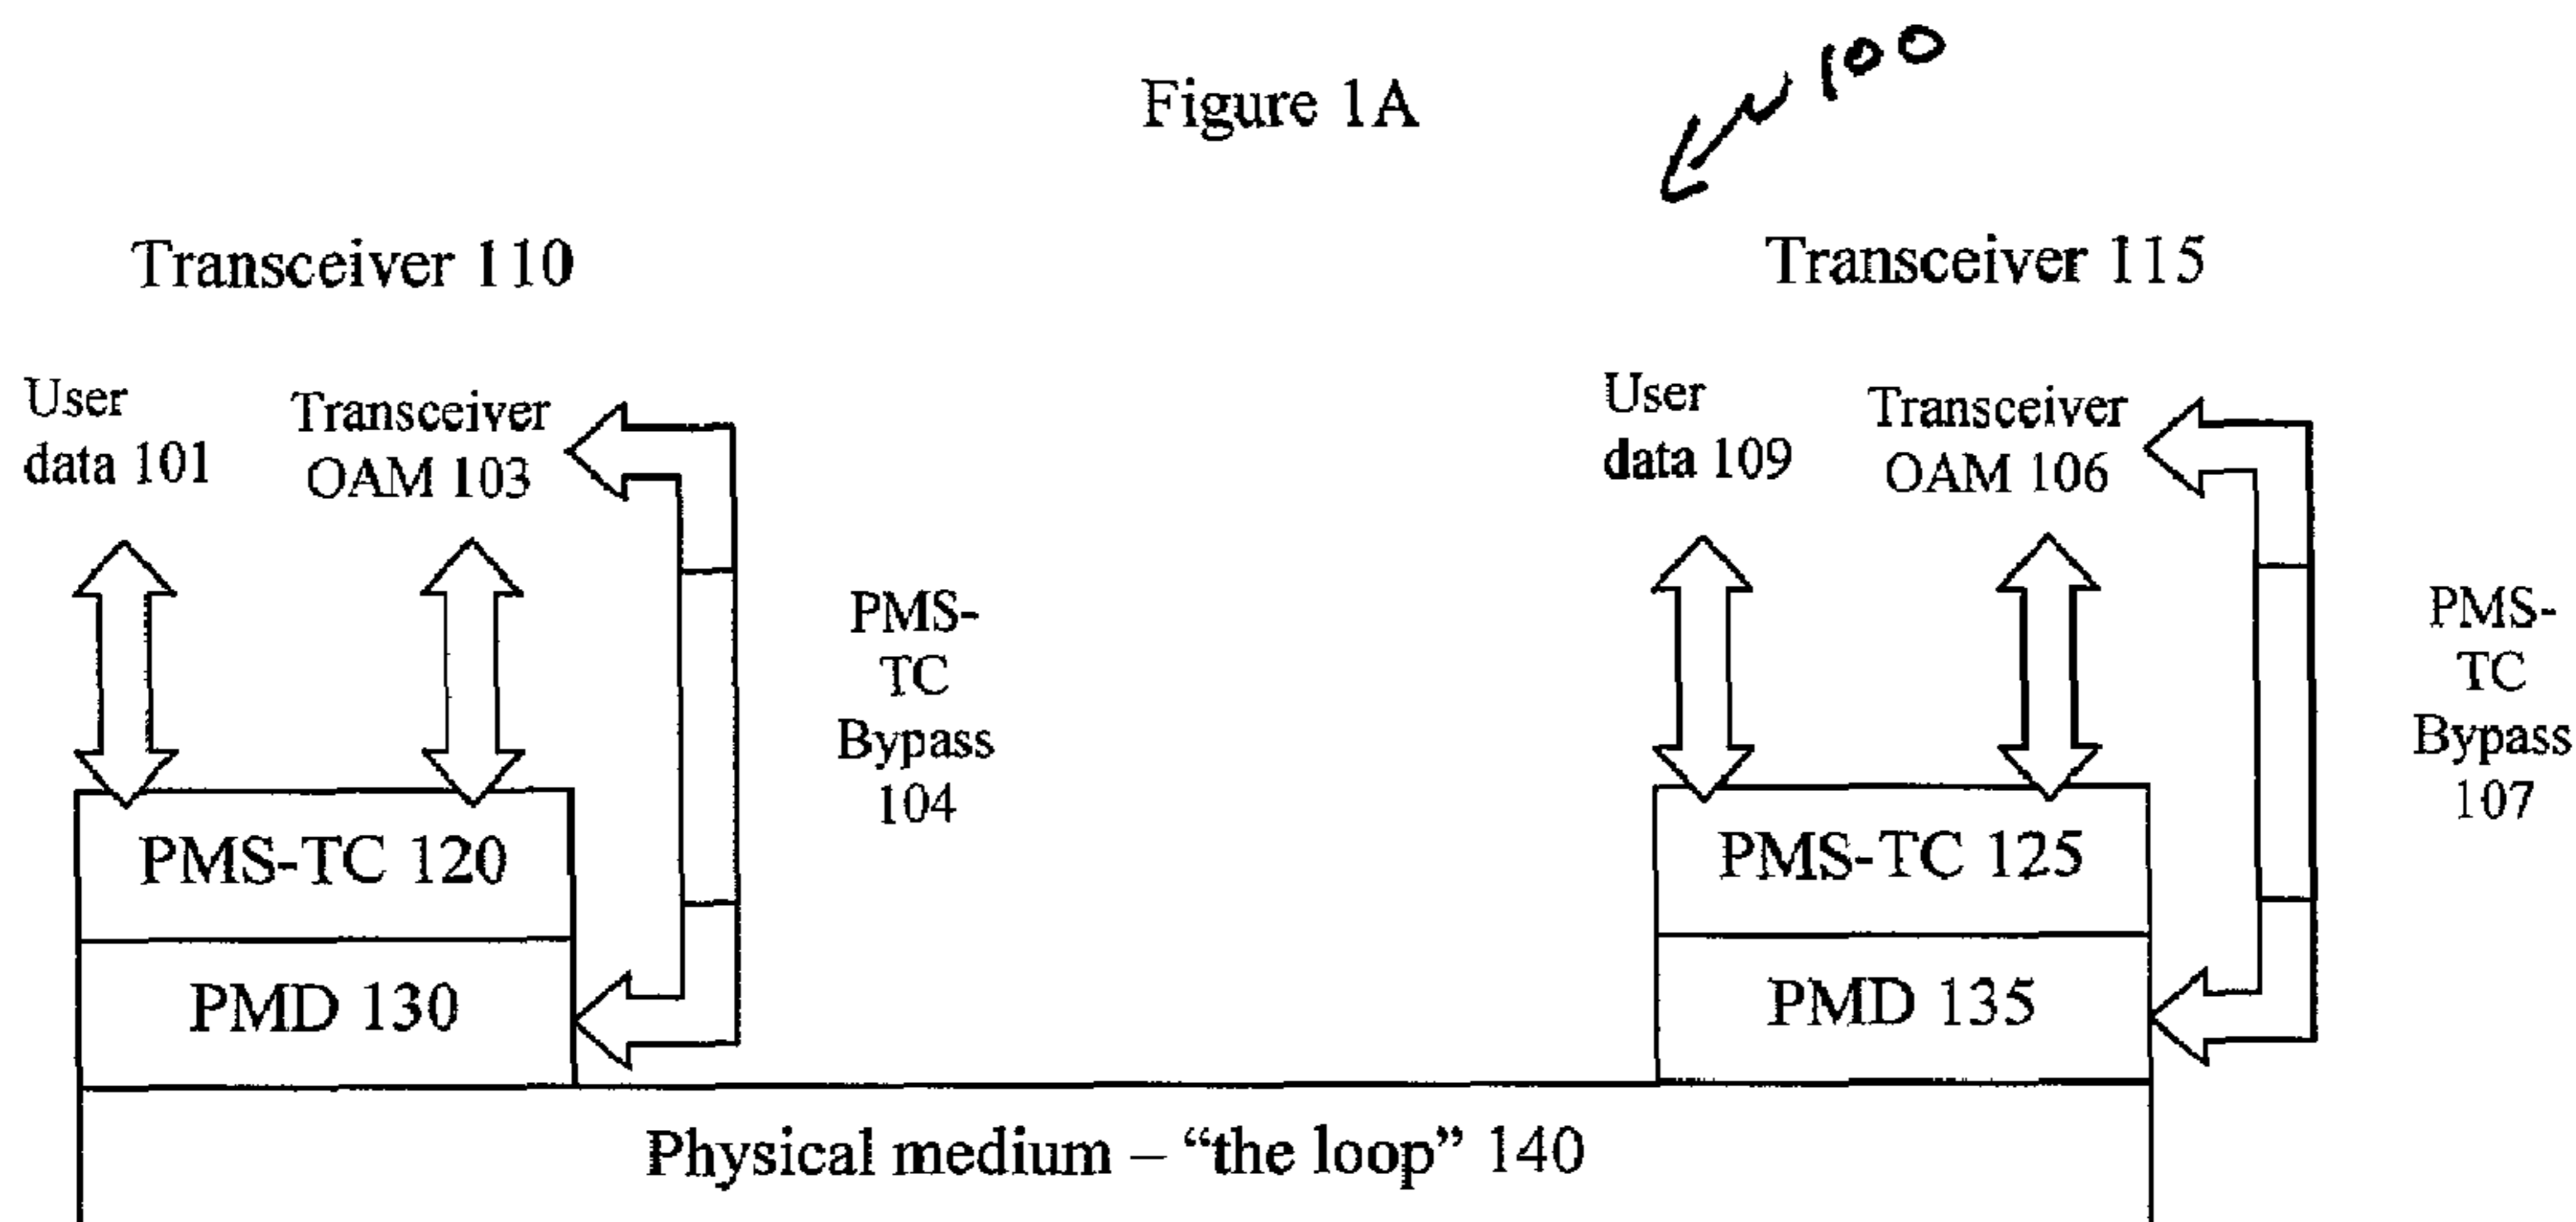 Figure 1A
100
Transceiver 110
Transceiver 115
User
data 101
Transceiver
OAM 103
PMS-
TC
Bypass
104
User
data 109
Transceiver
OAM 106
PMS-
TC
Bypass
107
PMS-TC 120
PMD 130
PMS-TC 125
PMD 135
Physical medium – “the loop” 140